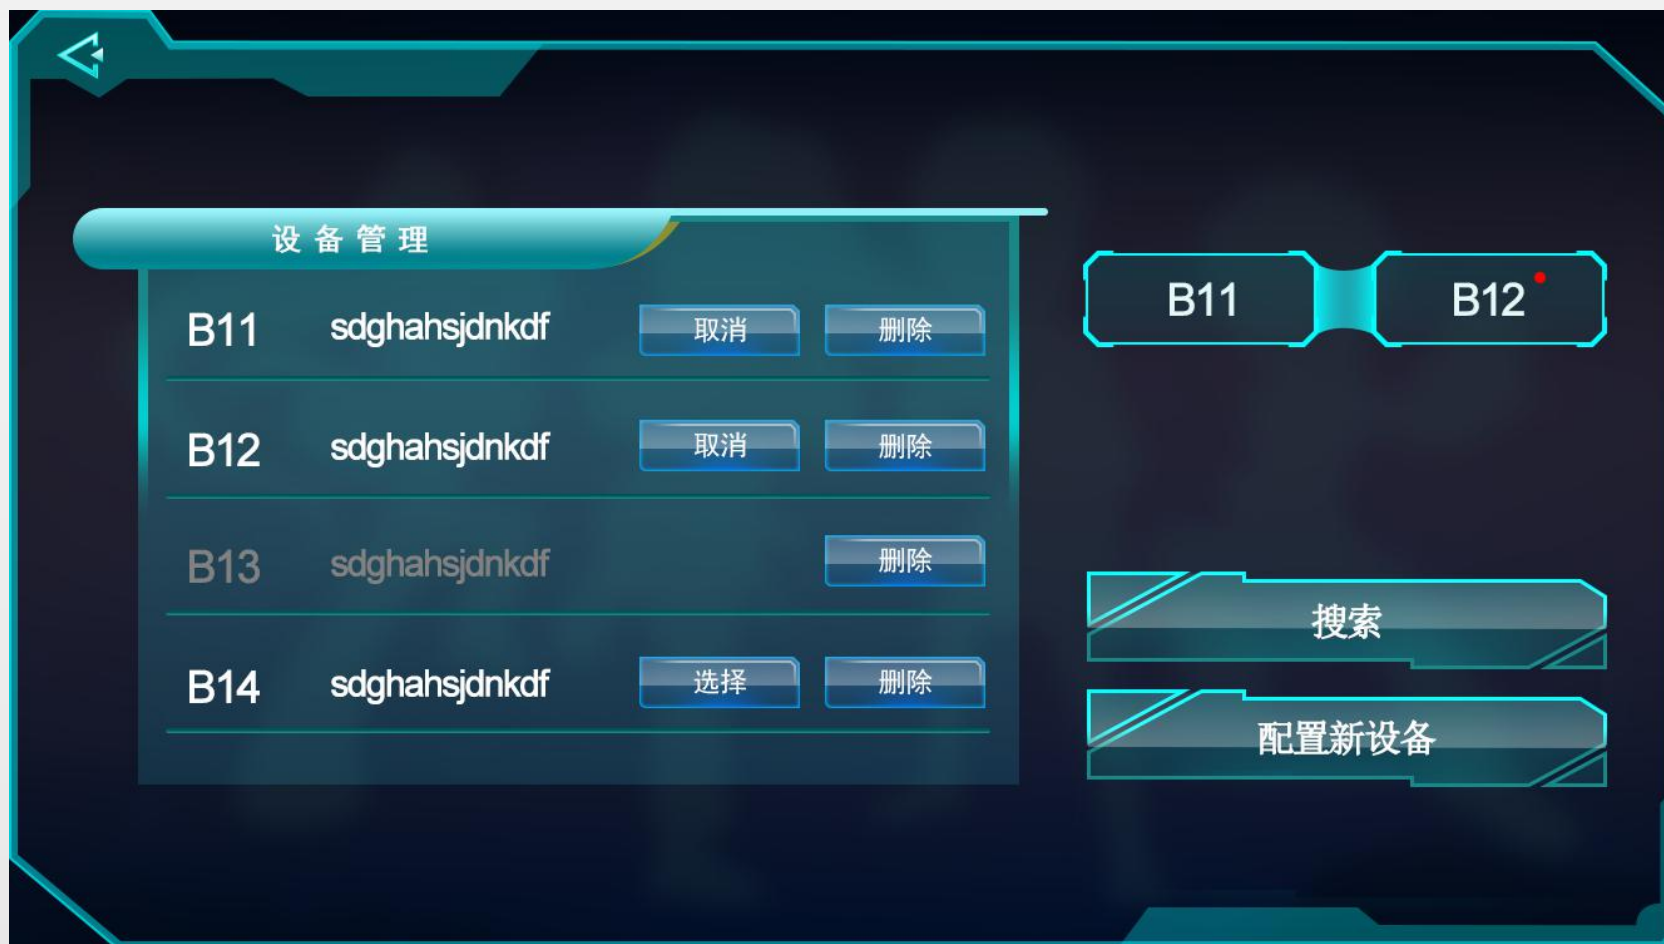 设备管理
B11 sdghahsjdnkdf 取消 删除
B12 sdghahsjdnkdf 取消 删除
B13 sdghahsjdnkdf 删除
B14 sdghahsjdnkdf 选择 删除
B11 B12
搜索
配置新设备